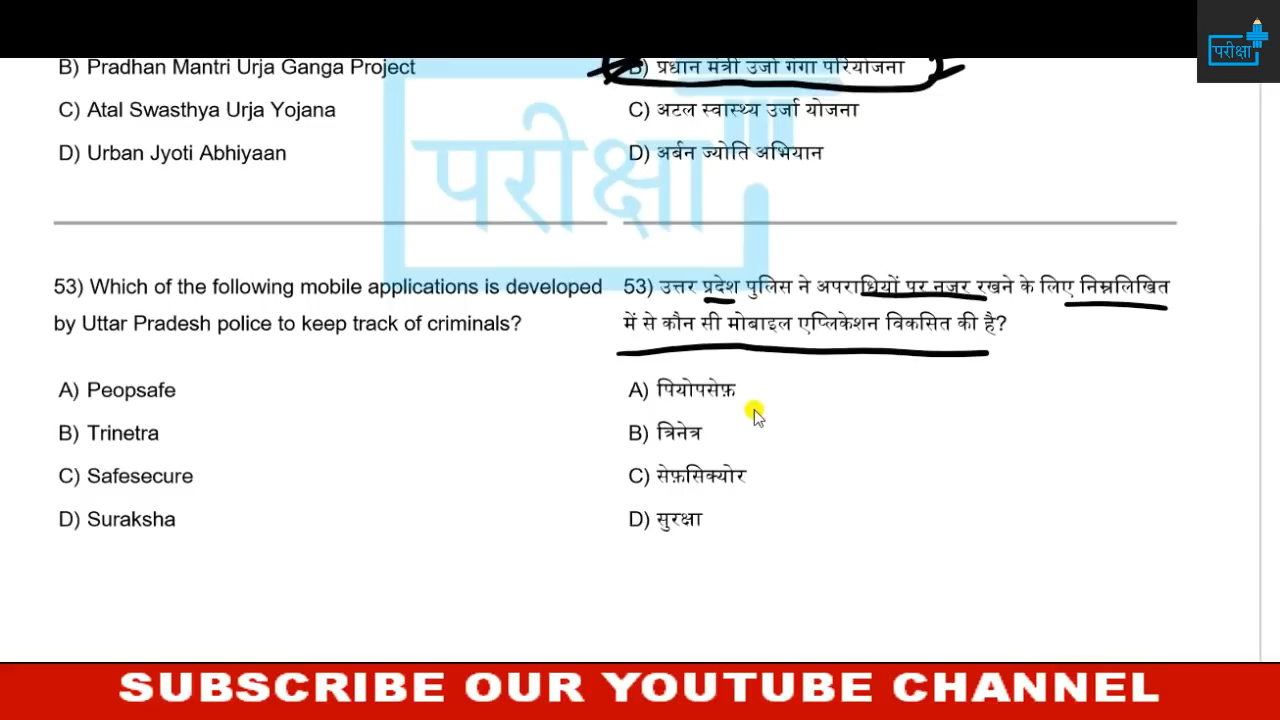 परीक्षा
B) Pradhan Mantri Urja Ganga Project
C) Atal Swasthya Urja Yojana
D) Urban Jyoti Abhiyaan
B) प्रधान मंत्री उर्जा गंगा परियोजना
C) अटल स्वास्थ्य उर्जा योजना
D) अर्बन ज्योति अभियान
परीक्षा
53) Which of the following mobile applications is developed
by Uttar Pradesh police to keep track of criminals?
A) Peopsafe
B) Trinetra
C) Safesecure
D) Suraksha
53) उत्तर प्रदेश पुलिस ने अपराधियों पर नज़र रखने के लिए निम्नलिखित
में से कौन सी मोबाइल एप्लिकेशन विकसित की है?
A) पियोपसेफ़
B) त्रिनेत्र
C) सेफ़सिक्योर
D) सुरक्षा
SUBSCRIBE OUR YOUTUBE CHANNEL